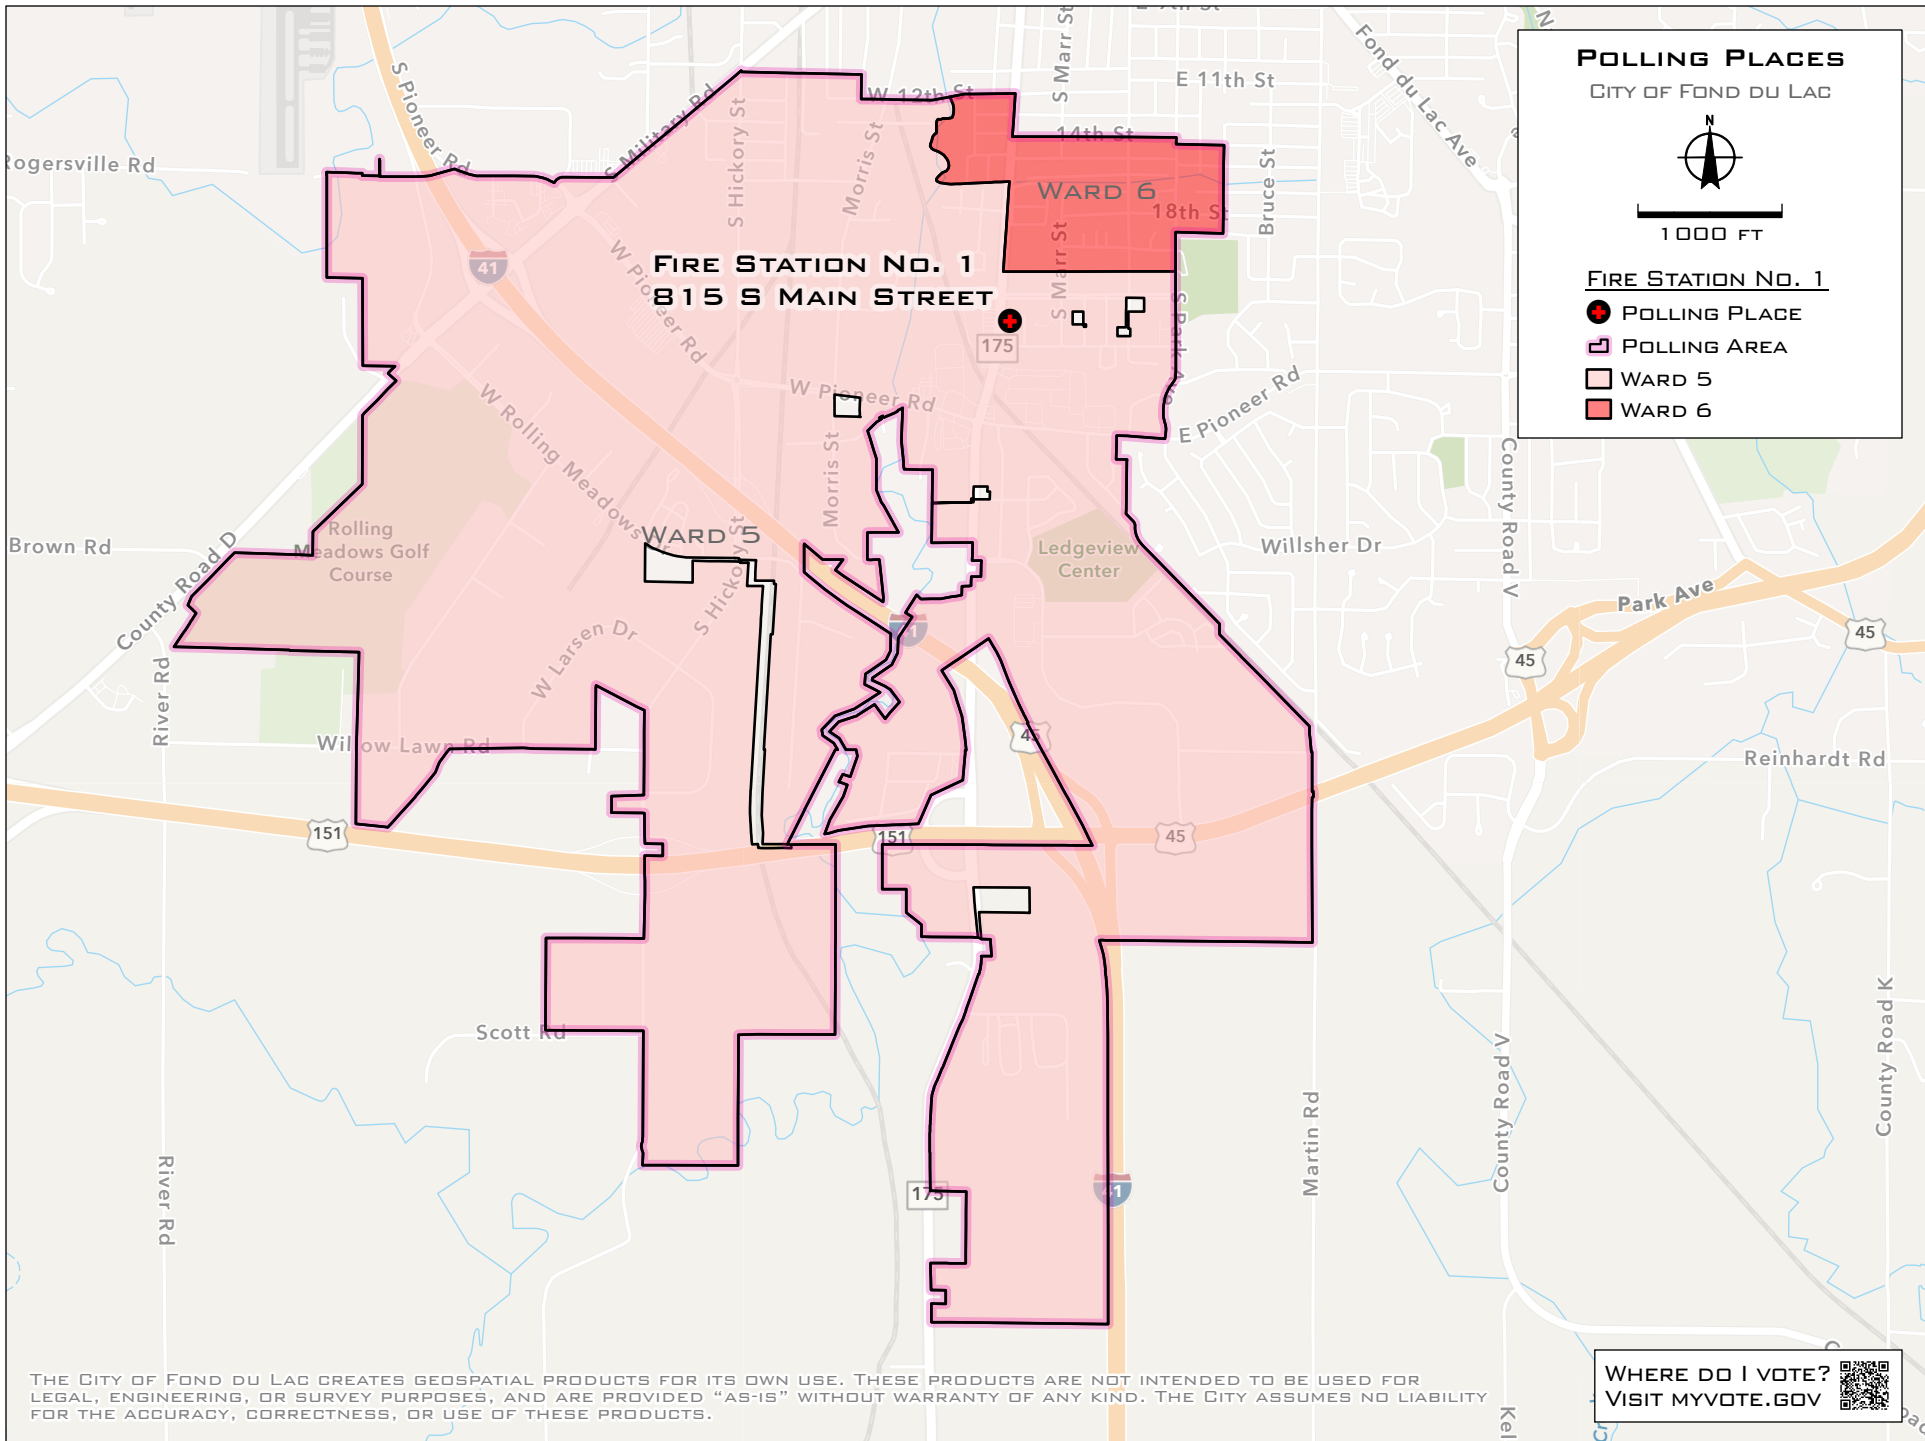 E 7th St
S Marr St
E 11th St
Fond du Lac Ave
N
POLLING PLACES
CITY OF FOND DU LAC
N
1000 FT
FIRE STATION NO. 1
POLLING PLACE
POLLING AREA
WARD 5
WARD 6
S Pioneer Rd
S Military Rd
W 12th St
14th St
Rogersville Rd
S Hickory St
Morris St
WARD 6
18th St
Bruce St
41
W Pioneer Rd
FIRE STATION NO. 1
815 S MAIN STREET
S Marr St
S Park Ave
175
W Pioneer Rd
E Pioneer Rd
W Rolling Meadows Dr
Morris St
County Road V
WARD 5
Rolling
Meadows Golf
Course
Brown Rd
County Road D
S Hickory St
Ledgeview
Center
Willsher Dr
Park Ave
W Larsen Dr
41
45
45
River Rd
Willow Lawn Rd
45
Reinhardt Rd
151
151
45
Scott Rd
County Road V
County Road K
Martin Rd
River Rd
175
41
THE CITY OF FOND DU LAC CREATES GEOSPATIAL PRODUCTS FOR ITS OWN USE. THESE PRODUCTS ARE NOT INTENDED TO BE USED FOR
LEGAL, ENGINEERING, OR SURVEY PURPOSES, AND ARE PROVIDED “AS-IS” WITHOUT WARRANTY OF ANY KIND. THE CITY ASSUMES NO LIABILITY
FOR THE ACCURACY, CORRECTNESS, OR USE OF THESE PRODUCTS.
WHERE DO I VOTE?
VISIT MYVOTE.GOV
Kel